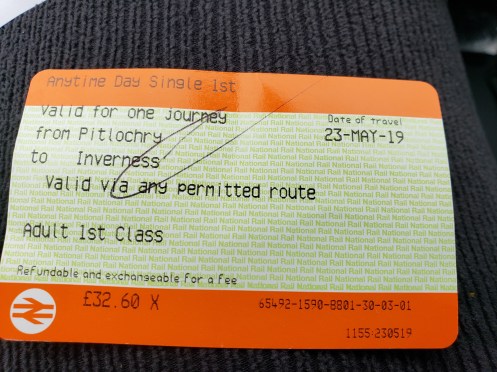 Anytime Day Single 1st
Valid for one journey
from Pitlochry
to Inverness
Valid via any permitted route
Date of travel
23-MAY-19
Adult 1st Class
Refundable and exchangeable for a fee
£32.60 X
65492-1590-8801-30-03-01
1155·230519